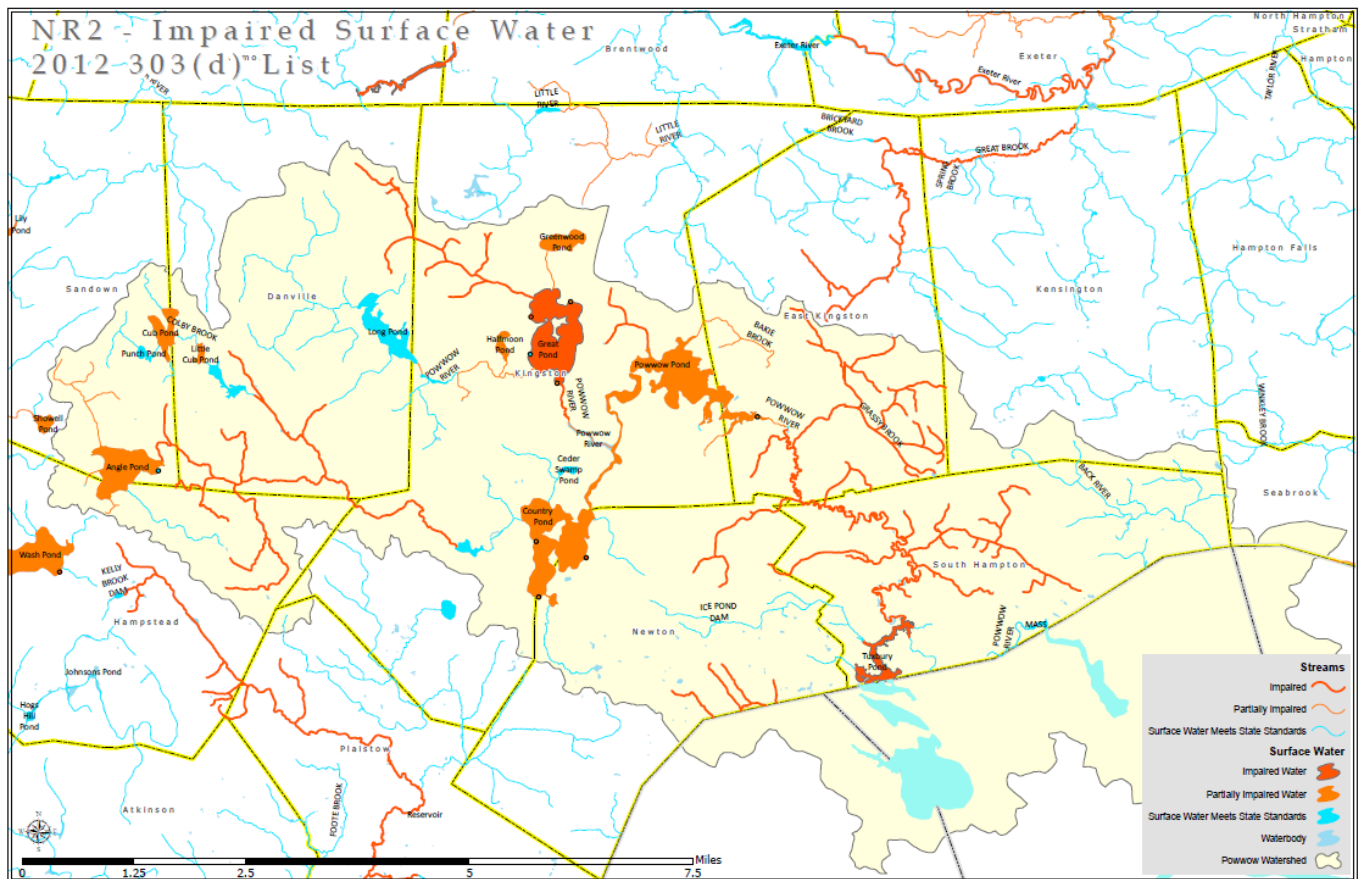 NR2 - Impaired Surface Water
2012 303(d) List
North Hampton
Stratham
Hampton
Brentwood
Exeter River
Exeter
Exeter River
TAYLOR RIVER
RIVER
LITTLE
RIVER
LITTLE
RIVER
BRICKYARD
BROOK
GREAT BROOK
SPRING
BROOK
Lily
Pond
Greenwood
Pond
Hampton Falls
Sandown
Danville
Kensington
East Kingston
Cub Pond
COLBY BROOK
Punch Pond
Little
Cub Pond
Long Pond
Halfmoon
Pond
Great
Pond
BAKIE
BROOK
POWWOW
RIVER
Kingston
Powwow Pond
POWWOW
RIVER
POWWOW
RIVER
GRASSY BROOK
WINKLEY BROOK
Showell
Pond
Powwow
River
Angle Pond
Ceder
Swamp
Pond
BACK RIVER
Seabrook
Country
Pond
Wash Pond
KELLY
BROOK
DAM
South Hampton
Hampstead
ICE POND
DAM
Newton
POWWOW
RIVER
MASS
Johnsons Pond
Tuxbury
Pond
Hogs
Hill
Pond
Plaistow
Atkinson
FOOTE BROOK
Reservoir
Streams
Impaired
Partially Impaired
Surface Water Meets State Standards
Surface Water
Impaired Water
Partially Impaired Water
Surface Water Meets State Standards
Waterbody
Powwow Watershed
N
S
0
1.25
2.5
5
7.5
Miles